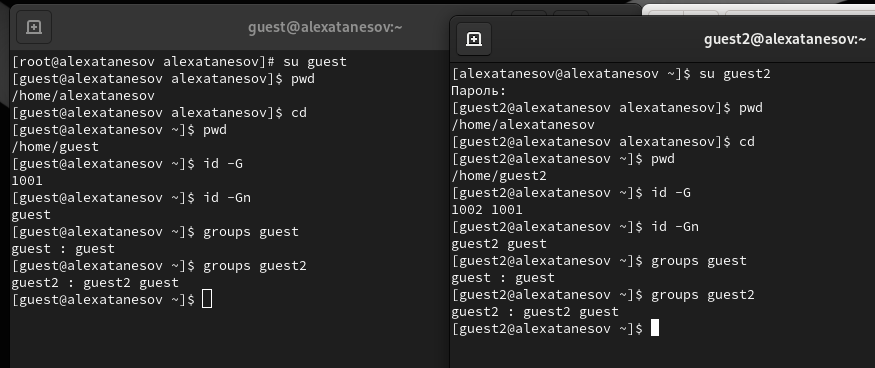 guest@alexatanesov:~
[root@alexatanesov alexatanesov]# su guest
[guest@alexatanesov alexatanesov]$ pwd
/home/alexatanesov
[guest@alexatanesov alexatanesov]$ cd
[guest@alexatanesov ~]$ pwd
/home/guest
[guest@alexatanesov ~]$ id -G
1001
[guest@alexatanesov ~]$ id -Gn
guest
[guest@alexatanesov ~]$ groups guest
guest : guest
[guest@alexatanesov ~]$ groups guest2
guest2 : guest2 guest
[guest@alexatanesov ~]$
guest2@alexatanesov:~
[alexatanesov@alexatanesov ~]$ su guest2
Пароль:
[guest2@alexatanesov alexatanesov]$ pwd
/home/alexatanesov
[guest2@alexatanesov alexatanesov]$ cd
[guest2@alexatanesov ~]$ pwd
/home/guest2
[guest2@alexatanesov ~]$ id -G
1002 1001
[guest2@alexatanesov ~]$ id -Gn
guest2 guest
[guest2@alexatanesov ~]$ groups guest
guest : guest
[guest2@alexatanesov ~]$ groups guest2
guest2 : guest2 guest
[guest2@alexatanesov ~]$